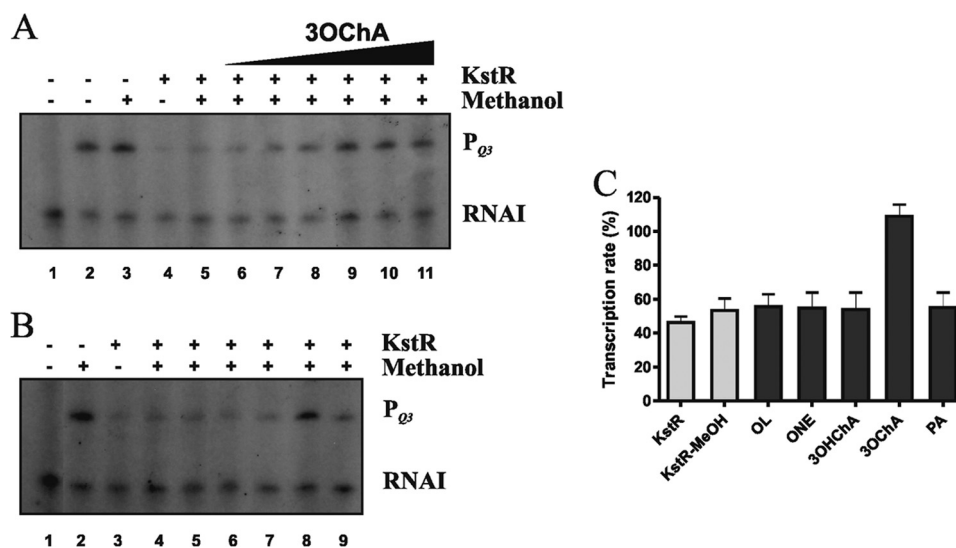 A
3OChA
- - - + + + + + + + + KstR
- - + - + + + + + + + Methanol
P Q3
RNAI
1 2 3 4 5 6 7 8 9 10 11
B
- - + + + + + + + KstR
- + - + + + + + + Methanol
P Q3
RNAI
1 2 3 4 5 6 7 8 9
C
Transcription rate (%)
120
100
80
60
40
20
0
KstR
KstR-MeOH
OL
ONE
3OHChA
3OChA
PA